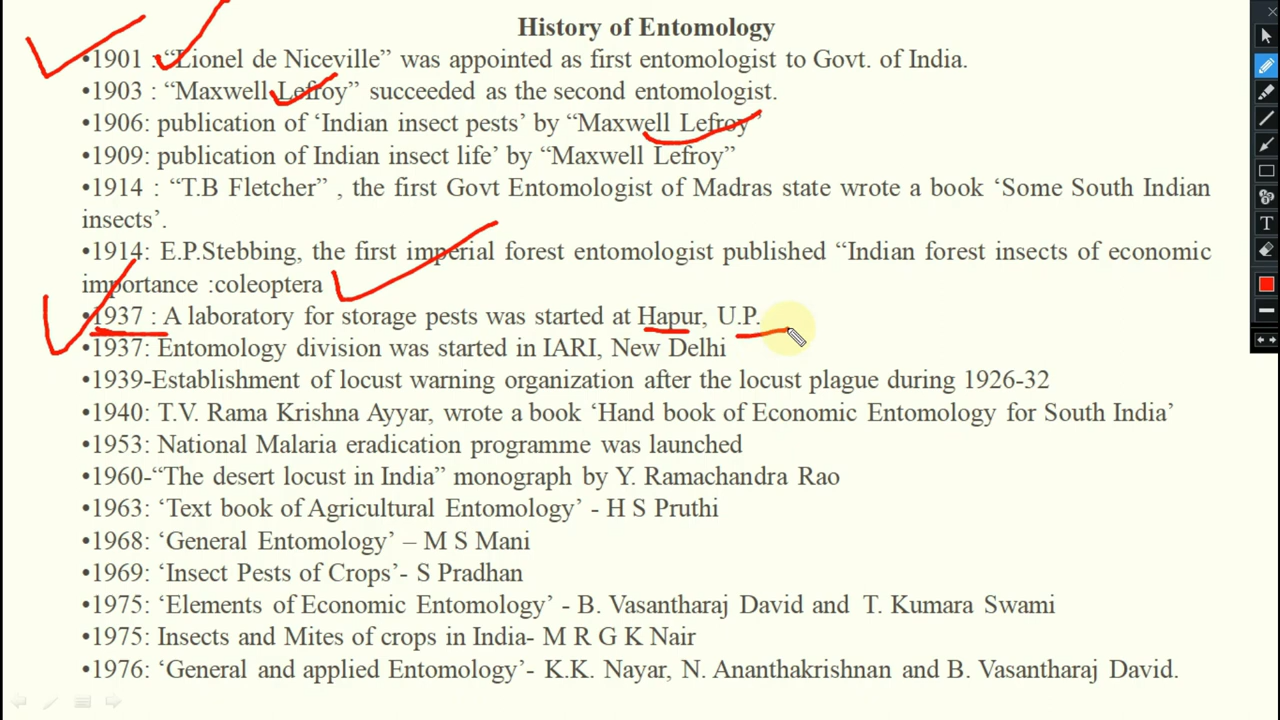 History of Entomology
•1901 : “Lionel de Niceville” was appointed as first entomologist to Govt. of India.
•1903 : “Maxwell Lefroy” succeeded as the second entomologist.
•1906: publication of ‘Indian insect pests’ by “Maxwell Lefroy”
•1909: publication of Indian insect life’ by “Maxwell Lefroy”
•1914 : “T.B Fletcher” , the first Govt Entomologist of Madras state wrote a book ‘Some South Indian
insects’.
•1914: E.P.Stebbing, the first imperial forest entomologist published “Indian forest insects of economic
importance :coleoptera
•1937 : A laboratory for storage pests was started at Hapur, U.P.
•1937: Entomology division was started in IARI, New Delhi
•1939-Establishment of locust warning organization after the locust plague during 1926-32
•1940: T.V. Rama Krishna Ayyar, wrote a book ‘Hand book of Economic Entomology for South India’
•1953: National Malaria eradication programme was launched
•1960-“The desert locust in India” monograph by Y. Ramachandra Rao
•1963: ‘Text book of Agricultural Entomology’ - H S Pruthi
•1968: ‘General Entomology’ – M S Mani
•1969: ‘Insect Pests of Crops’- S Pradhan
•1975: ‘Elements of Economic Entomology’ - B. Vasantharaj David and T. Kumara Swami
•1975: Insects and Mites of crops in India- M R G K Nair
•1976: ‘General and applied Entomology’- K.K. Nayar, N. Ananthakrishnan and B. Vasantharaj David.